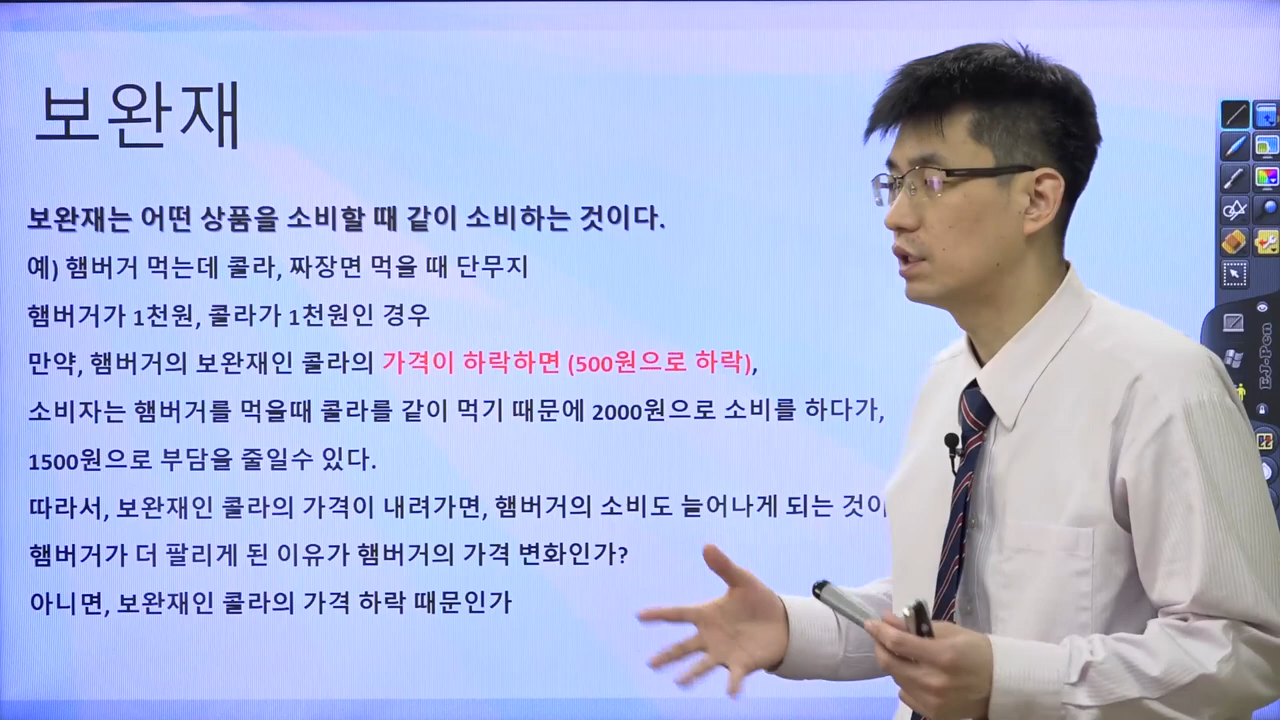 보완재
보완재는 어떤 상품을 소비할 때 같이 소비하는 것이다.
예) 햄버거 먹는데 콜라, 짜장면 먹을 때 단무지
햄버거가 1천원, 콜라가 1천원인 경우
만약, 햄버거의 보완재인 콜라의 가격이 하락하면 (500원으로 하락),
소비자는 햄버거를 먹을때 콜라를 같이 먹기 때문에 2000원으로 소비를 하다가,
1500원으로 부담을 줄일수 있다.
따라서, 보완재인 콜라의 가격이 내려가면, 햄버거의 소비도 늘어나게 되는 것이
햄버거가 더 팔리게 된 이유가 햄버거의 가격 변화인가?
아니면, 보완재인 콜라의 가격 하락 때문인가
EJ-Pen